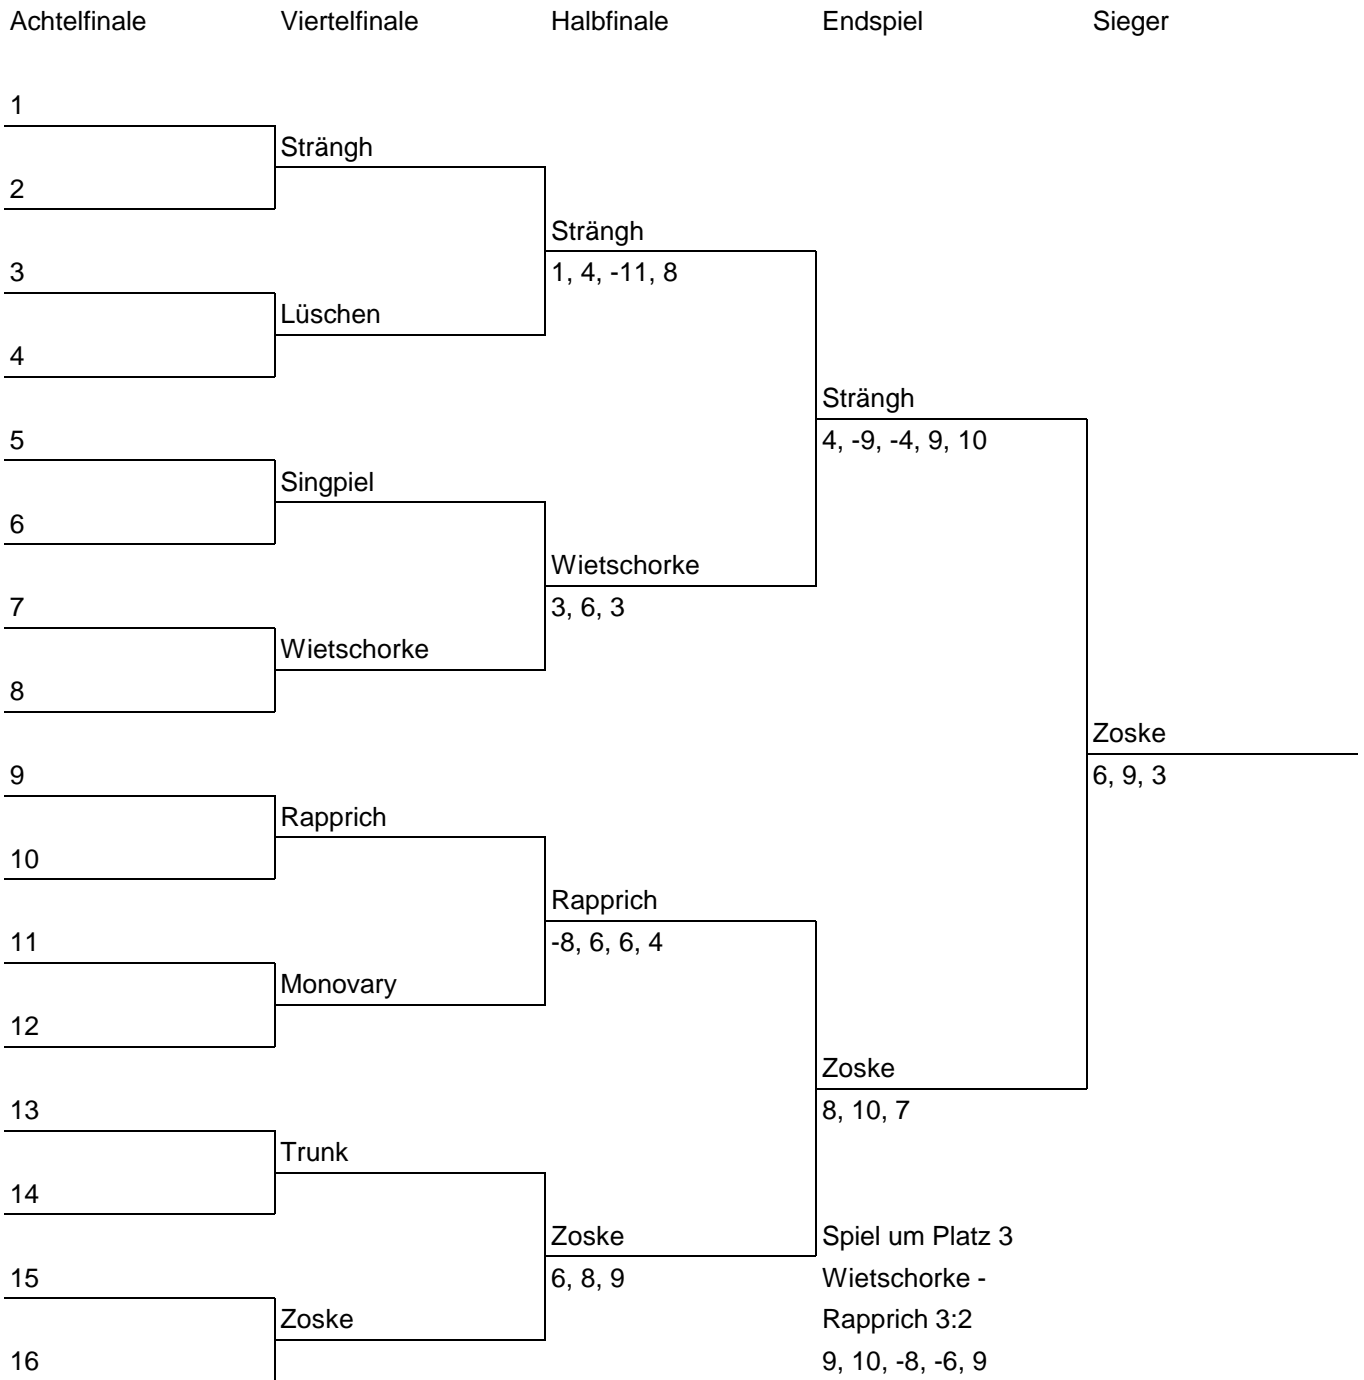 Achtelfinale Viertelfinale Halbfinale Endspiel Sieger
1
Strängh
2
Strängh
3
1, 4, -11, 8
Lüschen
4
Strängh
5
4, -9, -4, 9, 10
Singpiel
6
Wietschorke
7
3, 6, 3
Wietschorke
8
Zoske
9
6, 9, 3
Rapprich
10
Rapprich
11
-8, 6, 6, 4
Monovary
12
Zoske
13
8, 10, 7
Trunk
14
Zoske
Spiel um Platz 3
15
6, 8, 9
Wietschorke -
Zoske
Rapprich 3:2
16
9, 10, -8, -6, 9